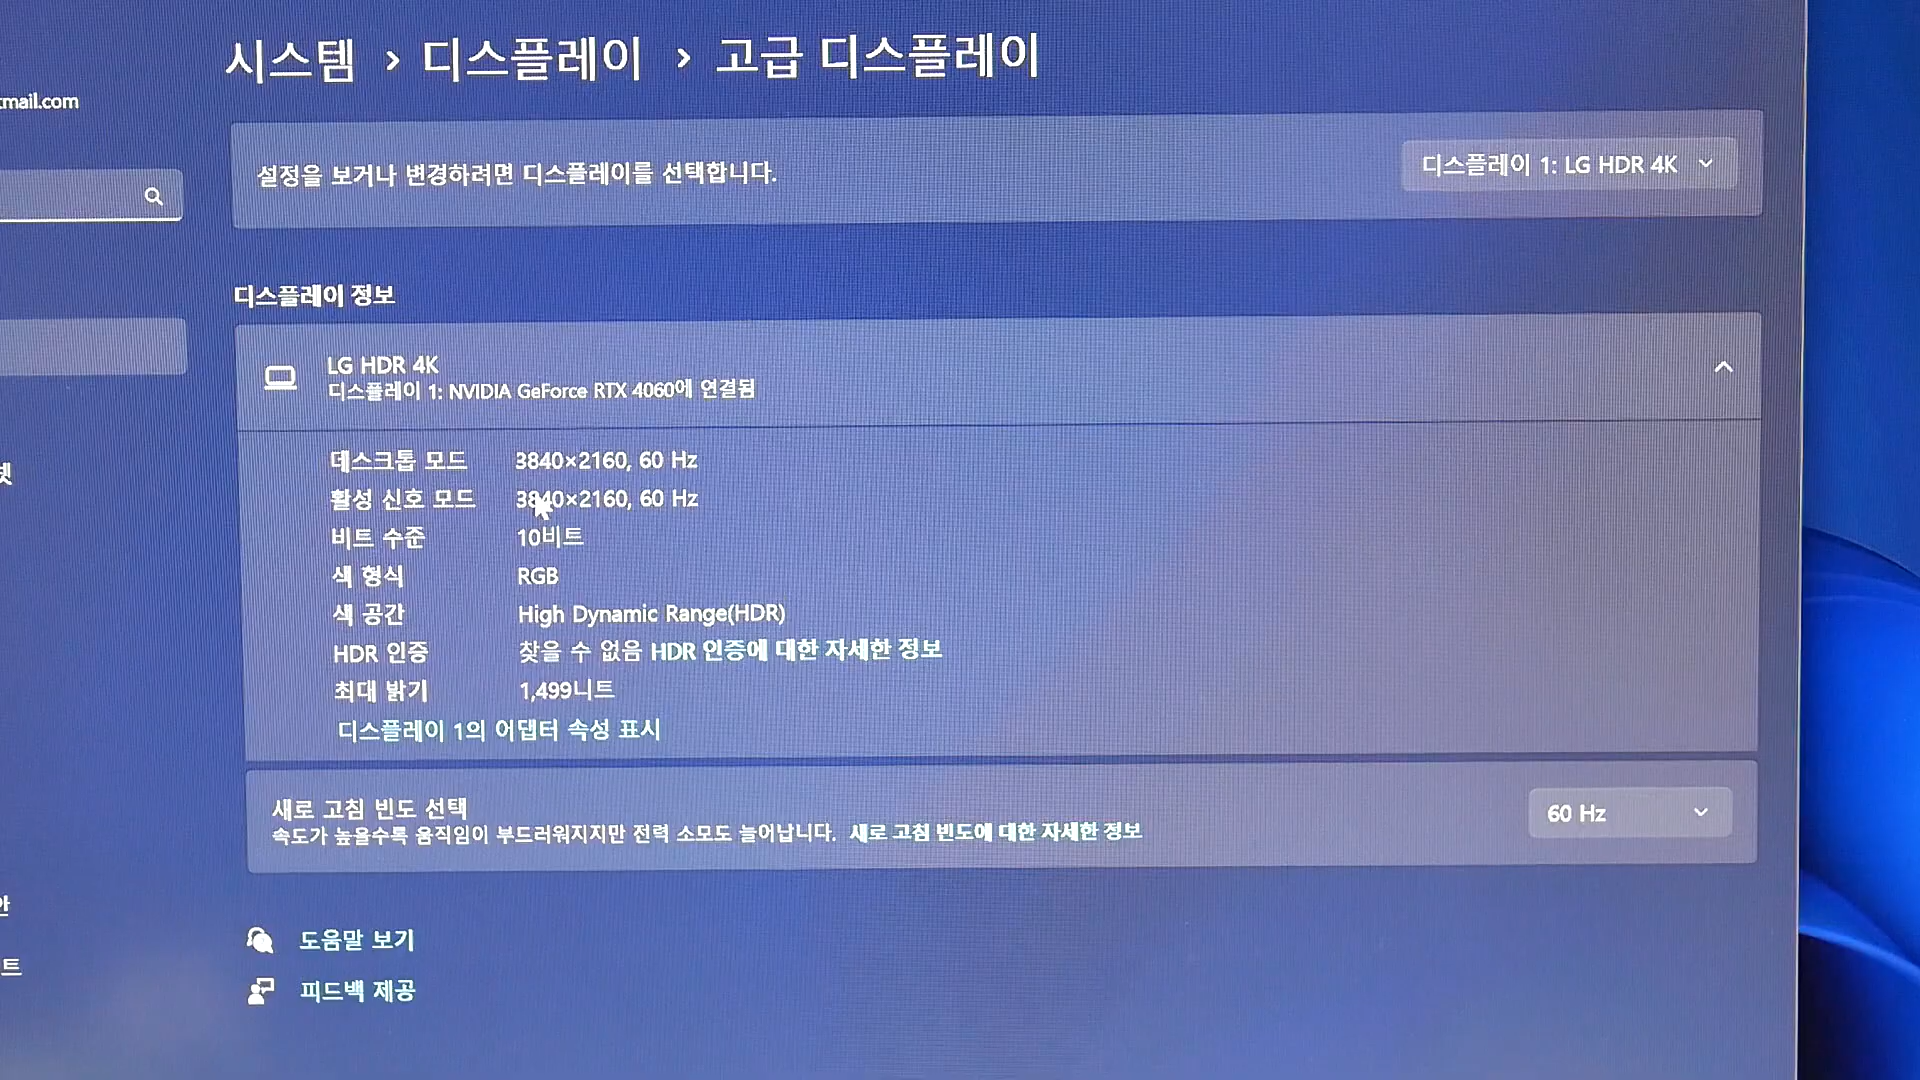 시스템 › 디스플레이 › 고급 디스플레이
tmail.com
설정을 보거나 변경하려면 디스플레이를 선택합니다.
디스플레이 1: LG HDR 4K
디스플레이 정보
LG HDR 4K
디스플레이 1: NVIDIA GeForce RTX 4060에 연결됨
데스크톱 모드 3840×2160, 60 Hz
활성 신호 모드 3840×2160, 60 Hz
비트 수준 10비트
색 형식 RGB
색 공간 High Dynamic Range(HDR)
HDR 인증 찾을 수 없음 HDR 인증에 대한 자세한 정보
최대 밝기 1,499니트
디스플레이 1의 어댑터 속성 표시
새로 고침 빈도 선택
속도가 높을수록 움직임이 부드러워지지만 전력 소모도 늘어납니다. 새로 고침 빈도에 대한 자세한 정보
60 Hz
도움말 보기
트
피드백 제공